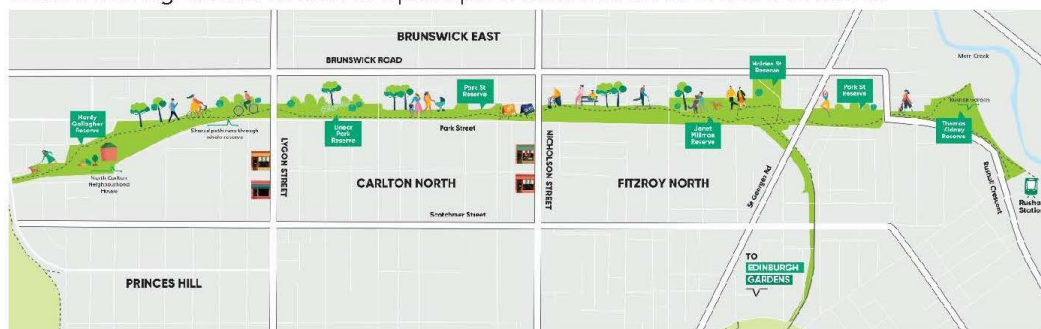 BRUNSWICK EAST
BRUNSWICK ROAD
Merri Creek
Holden St
Reserve
Hardy
Gallagher
Reserve
Park St
Reserve
Park St
Reserve
Shared path runs through
whole reserve
Linear
Park
Reserve
Park Street
Janet
Millman
Reserve
Thomas
Kidney
Reserve
North Carlton
Neighbourhood
House
LYGON STREET
NICHOLSON STREET
CARLTON NORTH
FITZROY NORTH
St Georges Rd
Rushall Crescent
Rusha
Statio
Scotchmer Street
PRINCES HILL
TO
EDINBURGH
GARDENS